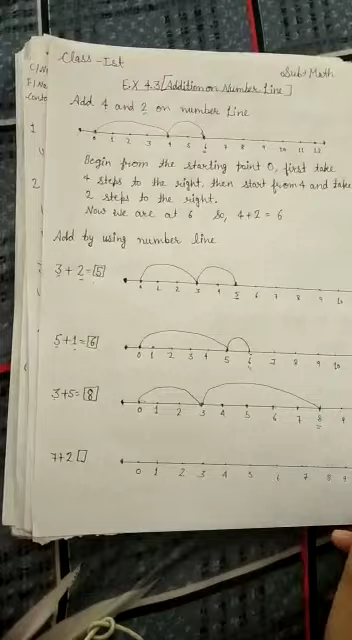 Class - Ist
Sub: Math
EX 4.3 [Addition on Number Line]
Add 4 and 2 on number line
0 1 2 3 4 5 6 7 8 9 10 11 12
Begin from the starting point 0, first take
4 steps to the right. then start from 4 and take
2 steps to the right.
Now we are at 6 so, 4+2 = 6
Add by using number line
3 + 2 = 5
1 2 3 4 5 6 7 8 9 10
5+1 = 6
0 1 2 3 4 5 6 7 8 9 10
3+5 = 8
0 1 2 3 4 5 6 7 8 9
7+2
0 1 2 3 4 5 6 7 8 9
1
2